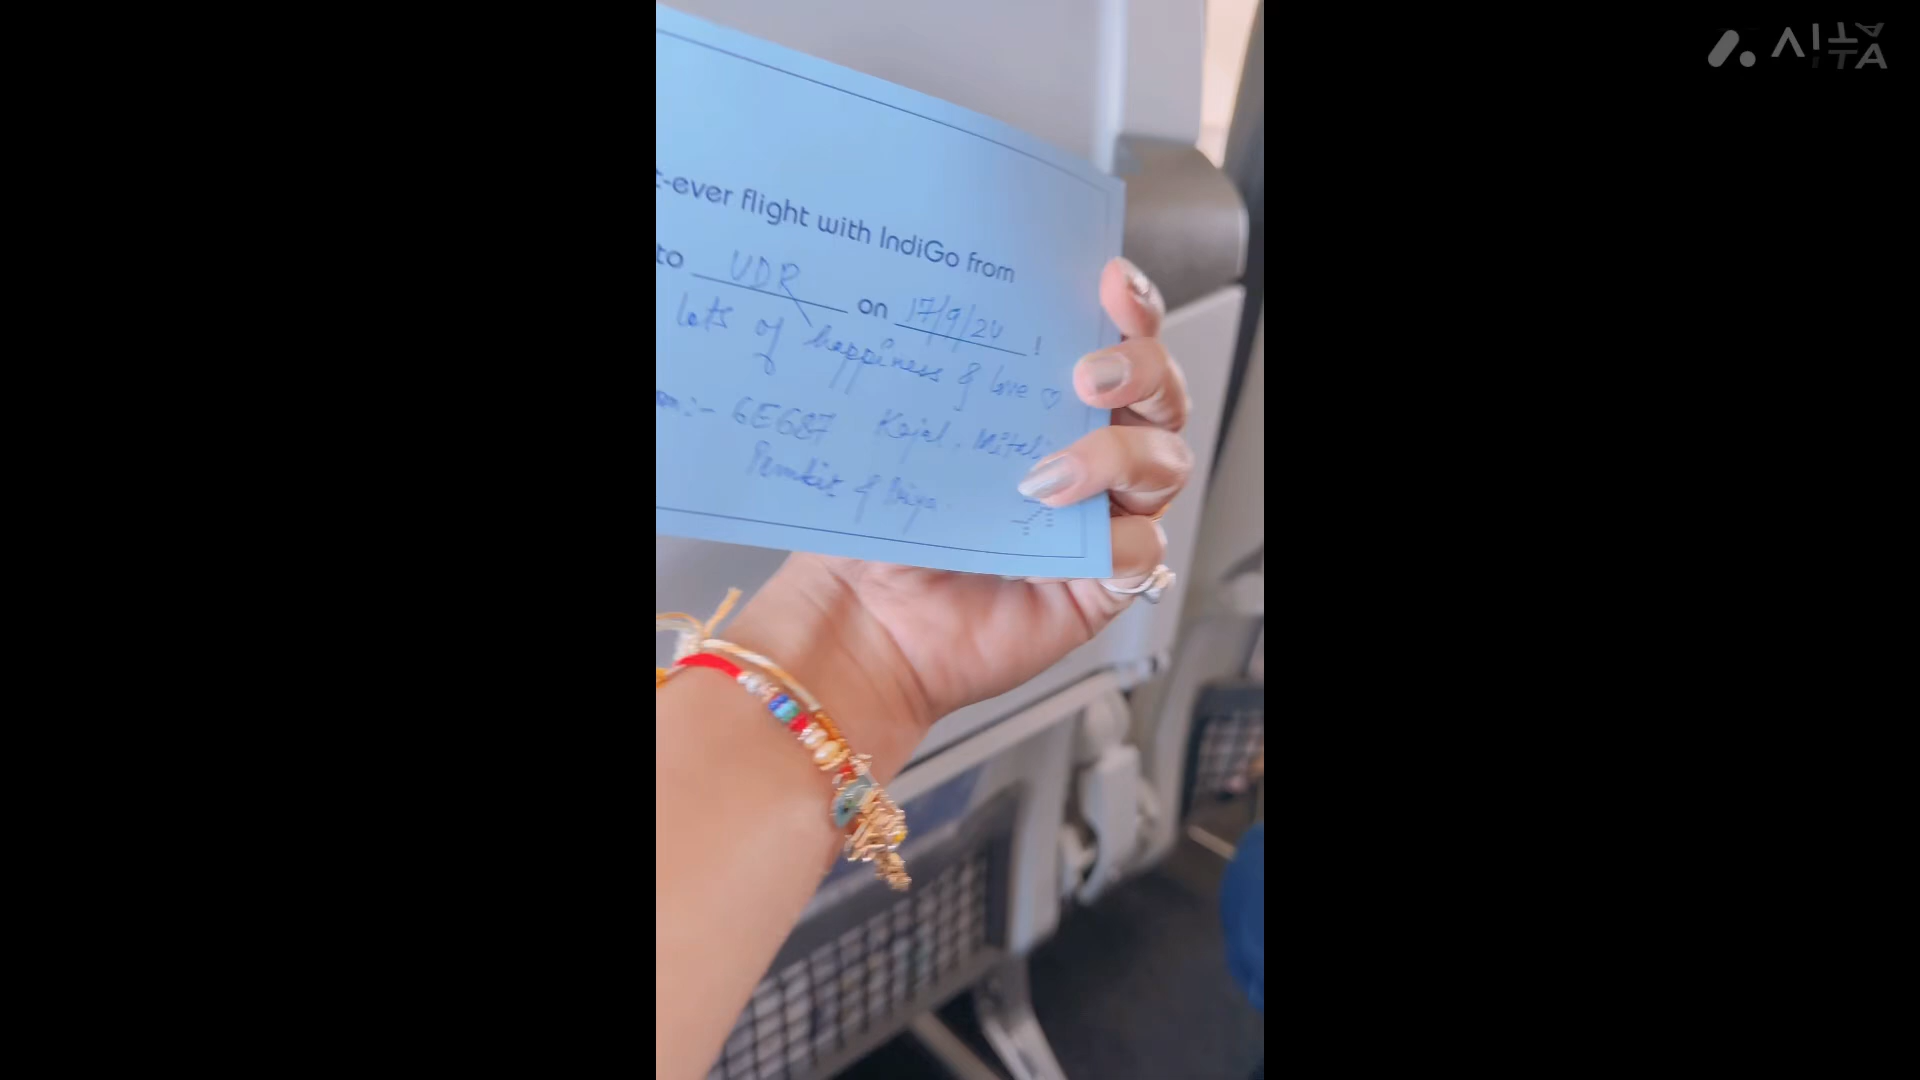 -ever flight with IndiGo from
to UDR on 17/9/24!
lots of happiness & love ♡
:- 6E687 Kajal, Mitali
& Priya